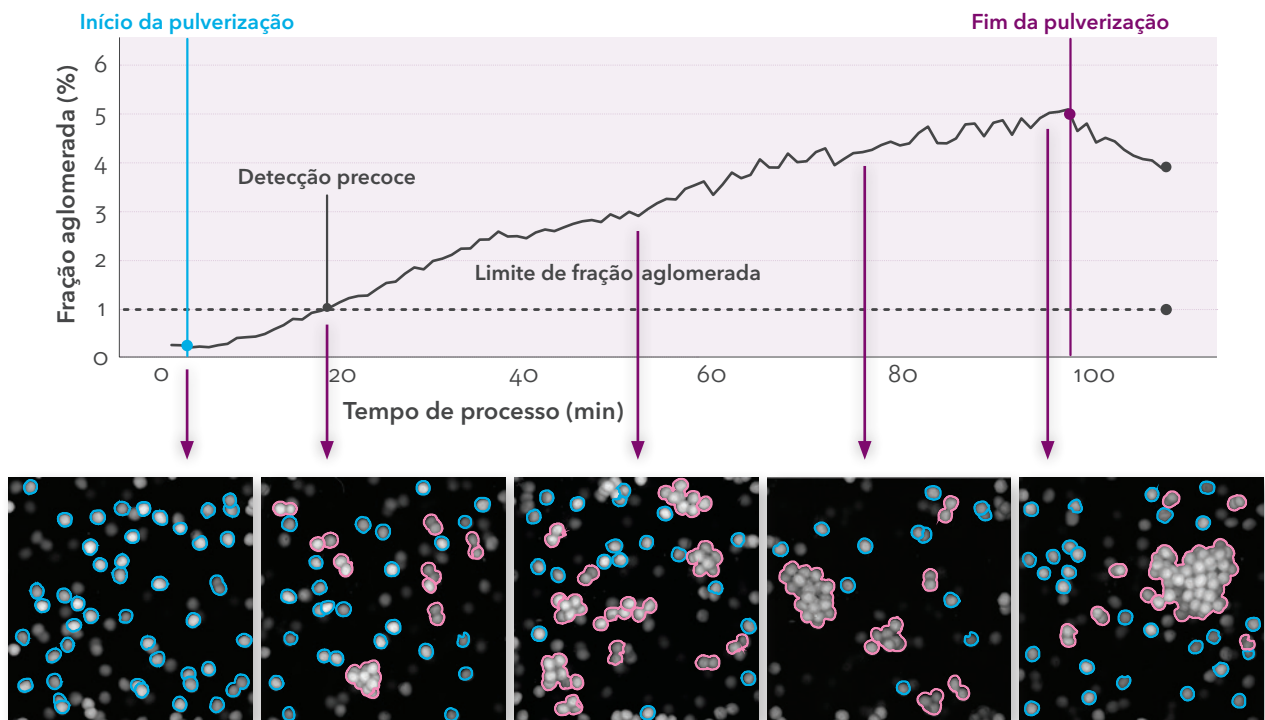 Início da pulverização
Fim da pulverização
Fração aglomerada (%)
6
5
4
3
2
1
0
Detecção precoce
Limite de fração aglomerada
0
20
40
60
80
100
Tempo de processo (min)